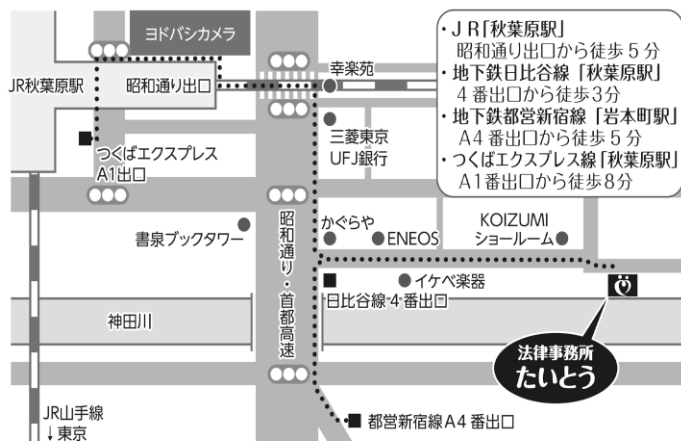 ヨドバシカメラ
JR秋葉原駅
昭和通り出口
幸楽苑
・JR「秋葉原駅」
昭和通り出口から徒歩5分
・地下鉄日比谷線「秋葉原駅」
4番出口から徒歩3分
・地下鉄都営新宿線「岩本町駅」
A4出口から徒歩5分
・つくばエクスプレス線「秋葉原駅」
A1番出口から徒歩8分
つくばエクスプレス
A1出口
三菱東京
UFJ銀行
書泉ブックタワー
昭和通り・首都高速
かぐらや
ENEOS
KOIZUMI
ショールーム
イケベ楽器
日比谷線4番出口
神田川
法律事務所
たいとう
JR山手線
↓東京
都営新宿線A4番出口